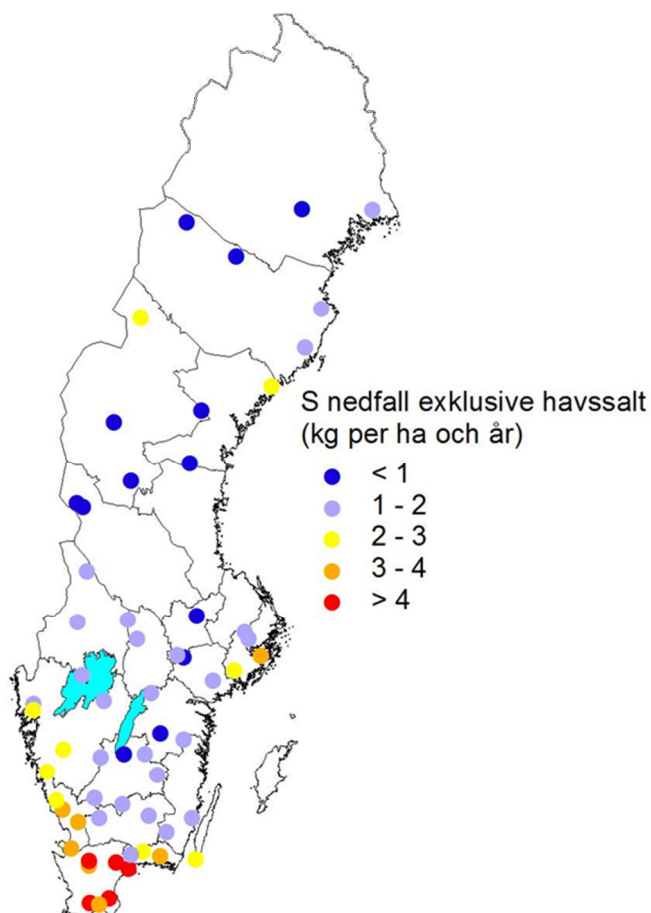 S nedfall exklusive havssalt
(kg per ha och år)
< 1
1 - 2
2 - 3
3 - 4
> 4